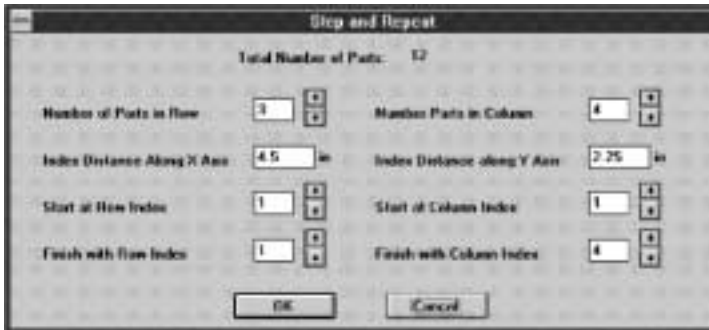 Step and Repeat
Total Number of Parts: 12
Number of Parts in Row 3 Number Parts in Column 4
Index Distance Along X Axis 4.5 in Index Distance along Y Axis 2.25 in
Start at Row Index 1 Start at Column Index 1
Finish with Row Index 1 Finish with Column Index 4
OK Cancel